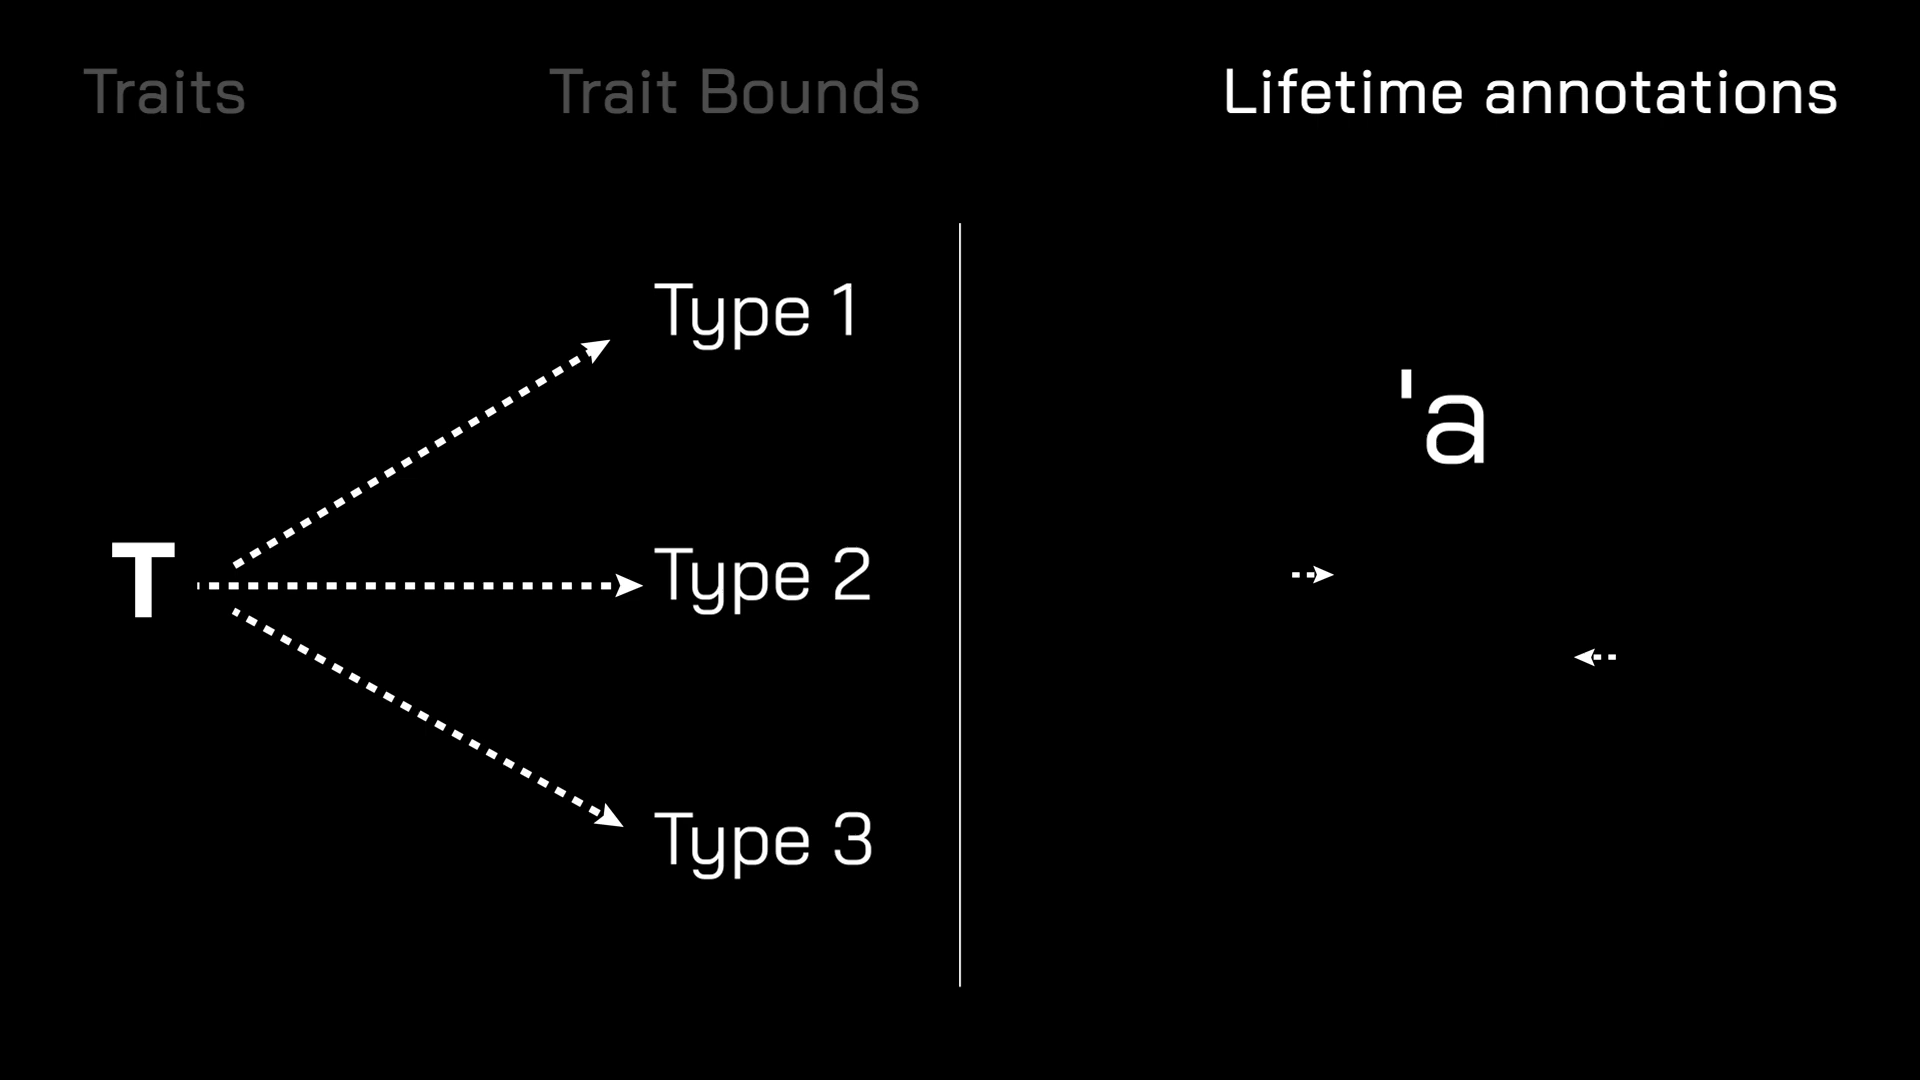 Traits
Trait Bounds
Lifetime annotations
T
Type 1
Type 2
Type 3
'a